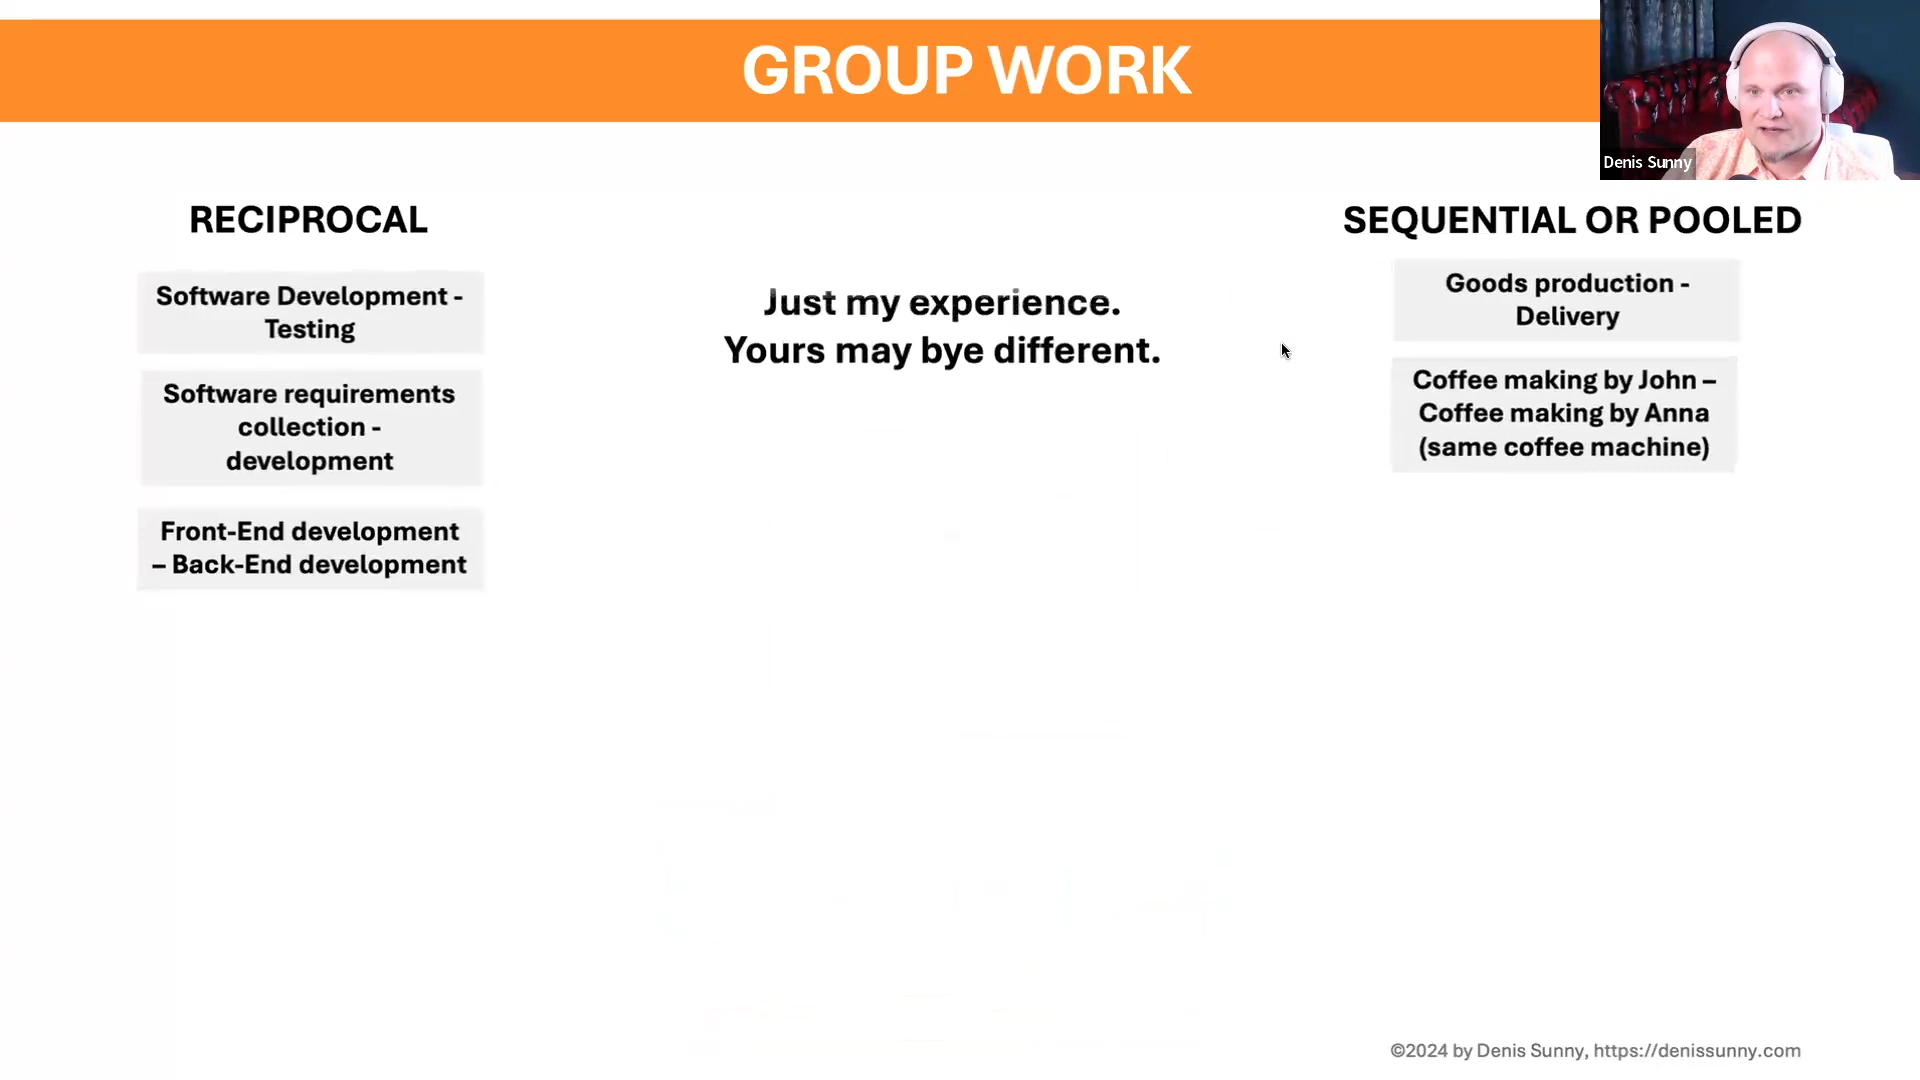 GROUP WORK
Denis Sunny
RECIPROCAL
Software Development -
Testing
Software requirements
collection -
development
Front-End development
– Back-End development
Just my experience.
Yours may bye different.
SEQUENTIAL OR POOLED
Goods production -
Delivery
Coffee making by John –
Coffee making by Anna
(same coffee machine)
©2024 by Denis Sunny, https://denissunny.com